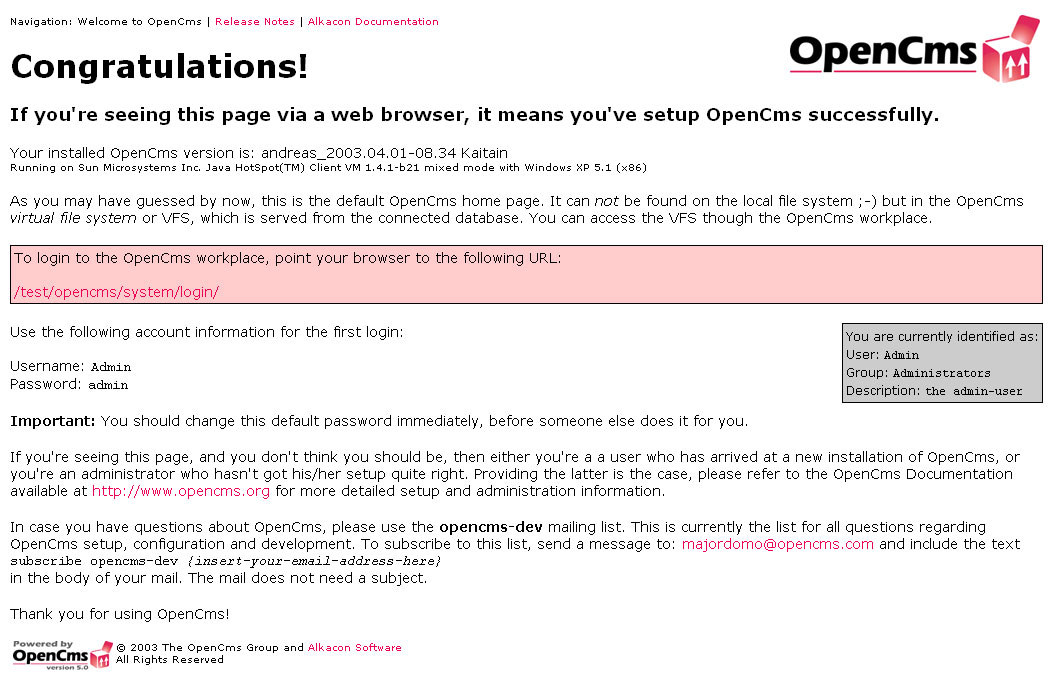 Navigation: Welcome to OpenCms | Release Notes | Alkacon Documentation
OpenCms
Congratulations!
If you're seeing this page via a web browser, it means you've setup OpenCms successfully.
Your installed OpenCms version is: andreas_2003.04.01-08.34 Kaitain
Running on Sun Microsystems Inc. Java HotSpot(TM) Client VM 1.4.1-b21 mixed mode with Windows XP 5.1 (x86)
As you may have guessed by now, this is the default OpenCms home page. It can not be found on the local file system ;-) but in the OpenCms
virtual file system or VFS, which is served from the connected database. You can access the VFS though the OpenCms workplace.
To login to the OpenCms workplace, point your browser to the following URL:
/test/opencms/system/login/
Use the following account information for the first login:
Username: Admin
Password: admin
You are currently identified as:
User: Admin
Group: Administrators
Description: the admin-user
Important: You should change this default password immediately, before someone else does it for you.
If you're seeing this page, and you don't think you should be, then either you're a a user who has arrived at a new installation of OpenCms, or
you're an administrator who hasn't got his/her setup quite right. Providing the latter is the case, please refer to the OpenCms Documentation
available at http://www.opencms.org for more detailed setup and administration information.
In case you have questions about OpenCms, please use the opencms-dev mailing list. This is currently the list for all questions regarding
OpenCms setup, configuration and development. To subscribe to this list, send a message to: majordomo@opencms.com and include the text
subscribe opencms-dev {insert-your-email-address-here}
in the body of your mail. The mail does not need a subject.
Thank you for using OpenCms!
Powered by
OpenCms
version 5.0
© 2003 The OpenCms Group and Alkacon Software
All Rights Reserved